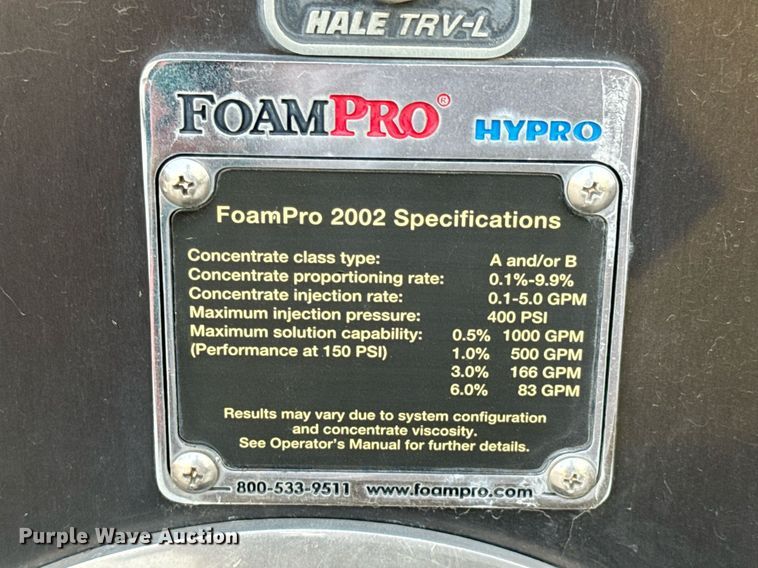 HALE TRV-L
FOAMPRO® HYPRO
FoamPro 2002 Specifications
Concentrate class type: A and/or B
Concentrate proportioning rate: 0.1%-9.9%
Concentrate injection rate: 0.1-5.0 GPM
Maximum injection pressure: 400 PSI
Maximum solution capability: 0.5% 1000 GPM
(Performance at 150 PSI) 1.0% 500 GPM
3.0% 166 GPM
6.0% 83 GPM
Results may vary due to system configuration
and concentrate viscosity.
See Operator's Manual for further details.
800-533-9511 www.foampro.com
Purple Wave Auction